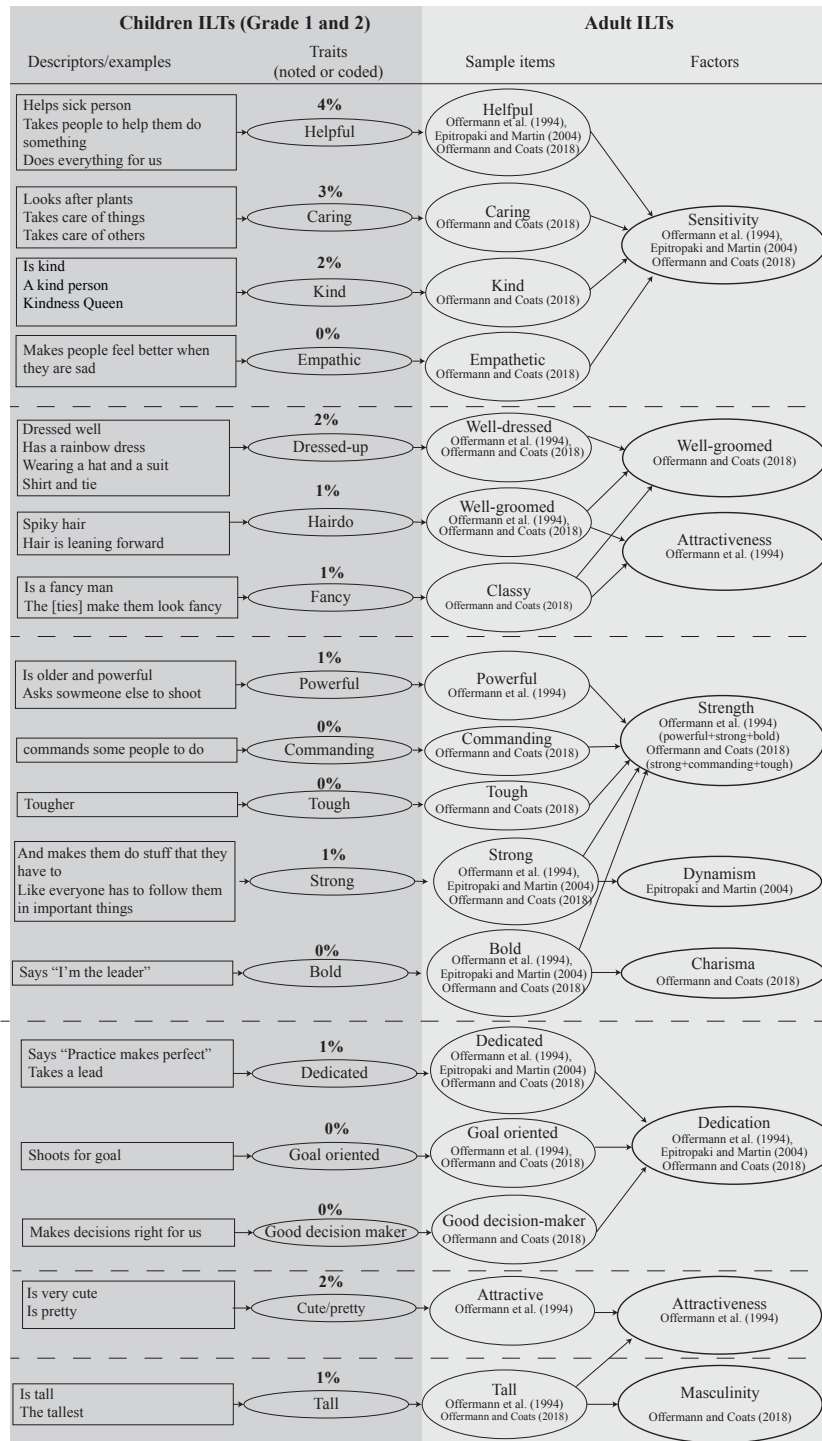 Children ILTs (Grade 1 and 2)
Adult ILTs
Descriptors/examples
Traits
(noted or coded)
Sample items
Factors
Helps sick person
Takes people to help them do
something
Does everything for us
4%
Helpful
Helfpul
Offermann et al. (1994),
Epitropaki and Martin (2004)
Offermann and Coats (2018)
Looks after plants
Takes care of things
Takes care of others
3%
Caring
Caring
Offermann and Coats (2018)
Sensitivity
Offermann et al. (1994),
Epitropaki and Martin (2004)
Offermann and Coats (2018)
Is kind
A kind person
Kindness Queen
2%
Kind
Kind
Offermann and Coats (2018)
Makes people feel better when
they are sad
0%
Empathic
Empathetic
Offermann and Coats (2018)
Dressed well
Has a rainbow dress
Wearing a hat and a suit
Shirt and tie
2%
Dressed-up
Well-dressed
Offermann et al. (1994),
Offermann and Coats (2018)
Well-groomed
Offermann and Coats (2018)
Spiky hair
Hair is leaning forward
1%
Hairdo
Well-groomed
Offermann et al. (1994),
Offermann and Coats (2018)
Attractiveness
Offermann et al. (1994)
Is a fancy man
The [ties] make them look fancy
1%
Fancy
Classy
Offermann and Coats (2018)
Is older and powerful
Asks sowmeone else to shoot
1%
Powerful
Powerful
Offermann et al. (1994)
Strength
Offermann et al. (1994)
(powerful+strong+bold)
Offermann and Coats (2018)
(strong+commanding+tough)
commands some people to do
0%
Commanding
Commanding
Offermann and Coats (2018)
Tougher
0%
Tough
Tough
Offermann and Coats (2018)
And makes them do stuff that they
have to
Like everyone has to follow them
in important things
1%
Strong
Strong
Offermann et al. (1994),
Epitropaki and Martin (2004)
Offermann and Coats (2018)
Dynamism
Epitropaki and Martin (2004)
Says “I’m the leader”
0%
Bold
Bold
Offermann et al. (1994),
Epitropaki and Martin (2004)
Offermann and Coats (2018)
Charisma
Offermann and Coats (2018)
Says “Practice makes perfect”
Takes a lead
1%
Dedicated
Dedicated
Offermann et al. (1994),
Epitropaki and Martin (2004)
Offermann and Coats (2018)
Shoots for goal
0%
Goal oriented
Goal oriented
Offermann et al. (1994),
Offermann and Coats (2018)
Dedication
Offermann et al. (1994),
Epitropaki and Martin (2004)
Offermann and Coats (2018)
Makes decisions right for us
0%
Good decision maker
Good decision-maker
Offermann and Coats (2018)
Is very cute
Is pretty
2%
Cute/pretty
Attractive
Offermann et al. (1994)
Attractiveness
Offermann et al. (1994)
Is tall
The tallest
1%
Tall
Tall
Offermann et al. (1994)
Offermann and Coats (2018)
Masculinity
Offermann and Coats (2018)